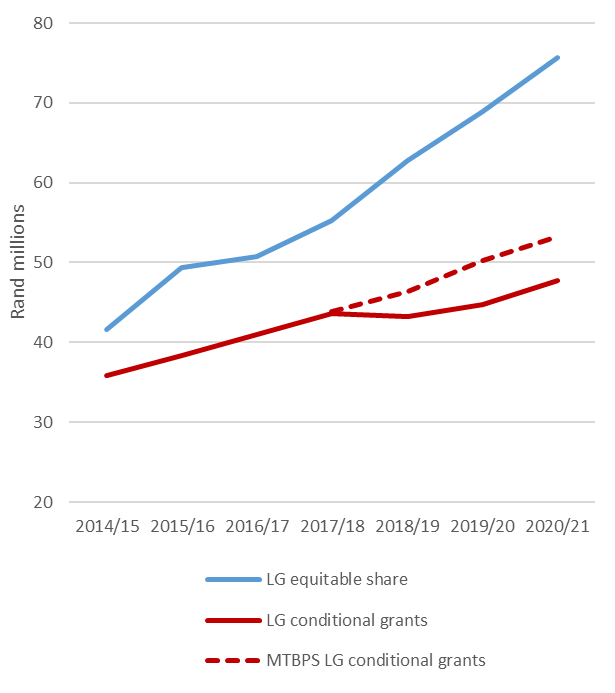 80
70
60
50
40
30
20
Rand millions
2014/15 2015/16 2016/17 2017/18 2018/19 2019/20 2020/21
LG equitable share
LG conditional grants
MTBPS LG conditional grants